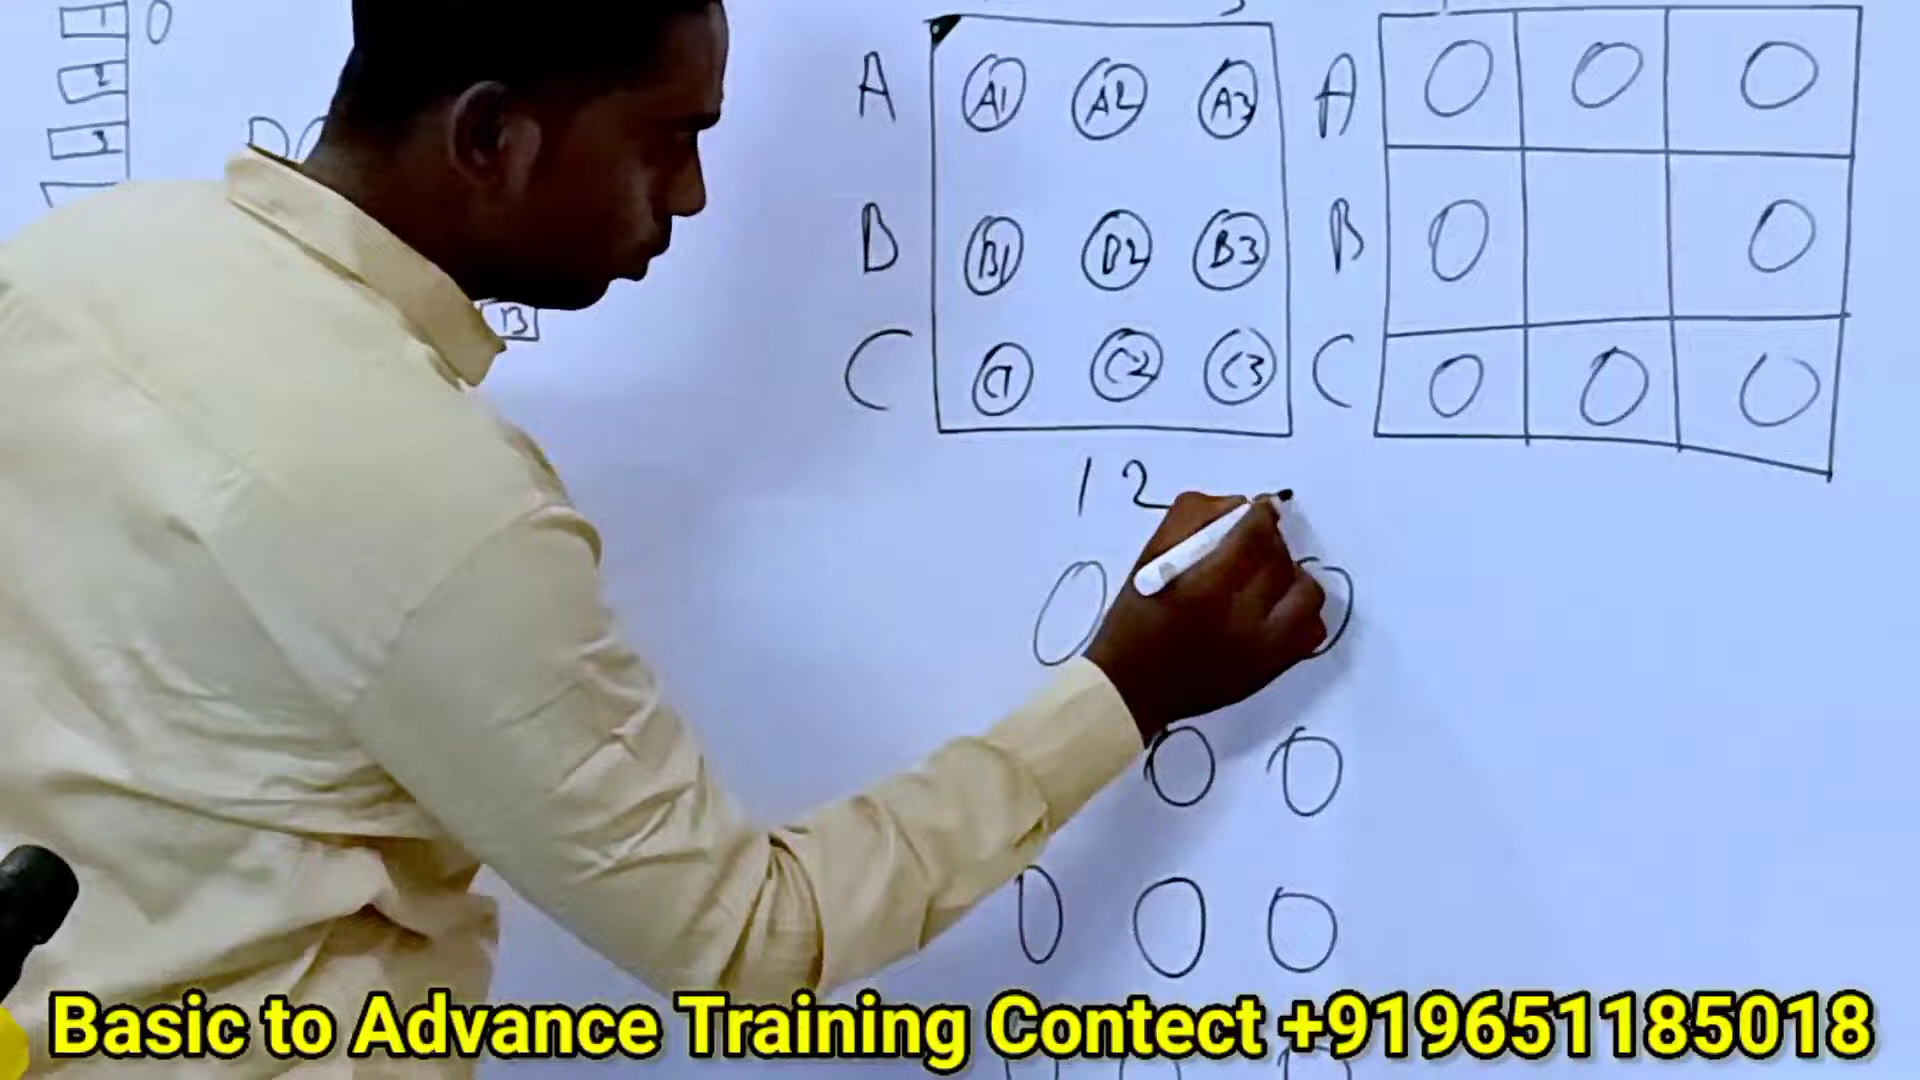 A A1 A2 A3 A
B B1 B2 B3 B
C C1 C2 C3 C
1 2
B
Basic to Advance Training Contect +919651185018